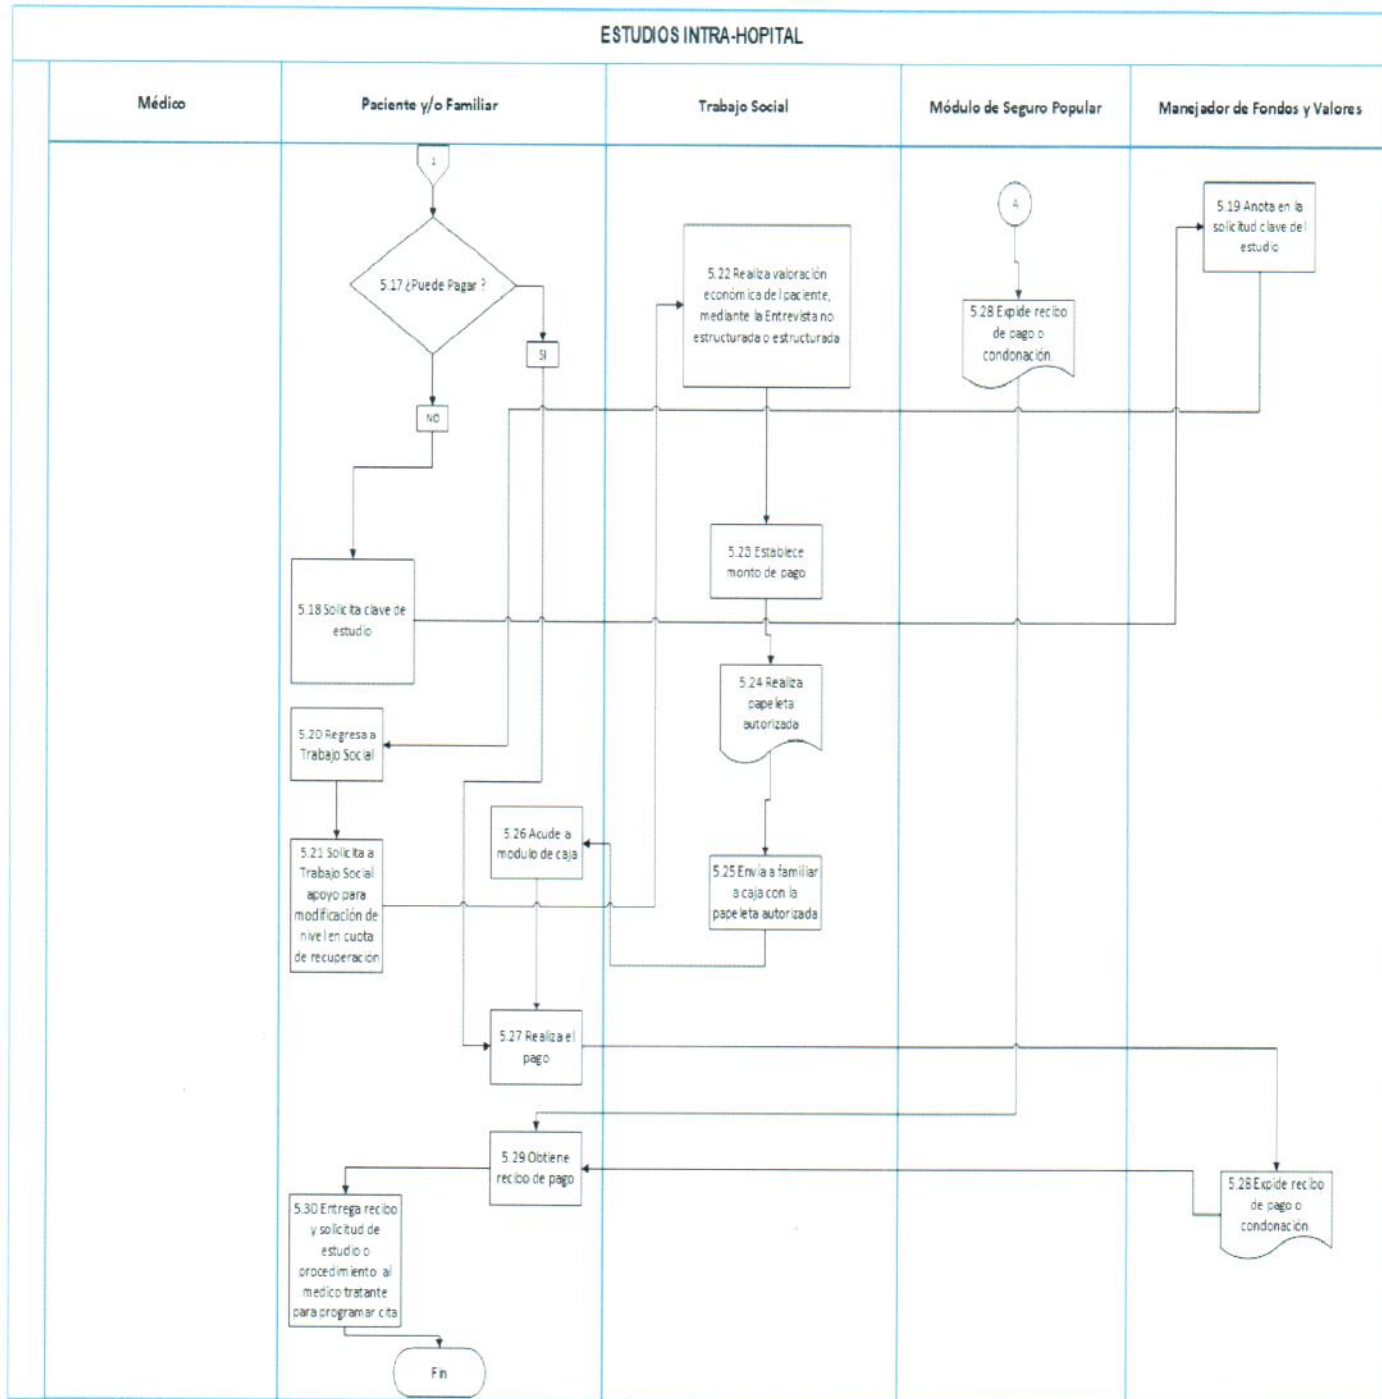 ESTUDIOS INTRA-HOPITAL
Médico
Paciente y/o Familiar
Trabajo Social
Módulo de Seguro Popular
Manejador de Fondos y Valores
5.17 ¿Puede Pagar ?
SI
NO
5.18 Solicita clave de
estudio
5.20 Regresa a
Trabajo Social
5.21 Solicita a
Trabajo Social
apoyo para
modificación de
nivel en cuota
de recuperación
5.26 Acude a
modulo de caja
5.27 Realiza el
pago
5.29 Obtiene
recibo de pago
5.30 Entrega recibo
y solicitud de
estudio o
procedimiento al
medico tratante
para programar cita
Fin
5.22 Realiza valoración
económica del paciente,
mediante la Entrevista no
estructurada o estructurada
5.23 Establece
monto de pago
5.24 Realiza
papeleta
autorizada
5.25 Envía a familiar
a caja con la
papeleta autorizada
A
5.28 Expide recibo
de pago o
condonación.
5.19 Anota en la
solicitud clave del
estudio
5.28 Expide recibo
de pago o
condonación.